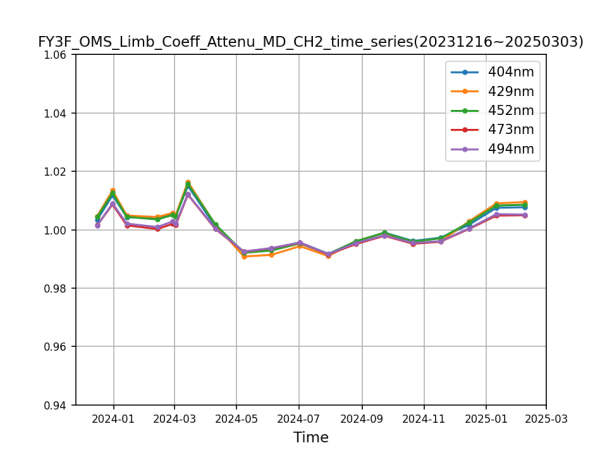 FY3F_OMS_Limb_Coeff_Attenu_MD_CH2_time_series(20231216~20250303)
1.06
1.04
1.02
1.00
0.98
0.96
0.94
404nm
429nm
452nm
473nm
494nm
2024-01 2024-03 2024-05 2024-07 2024-09 2024-11 2025-01 2025-03
Time